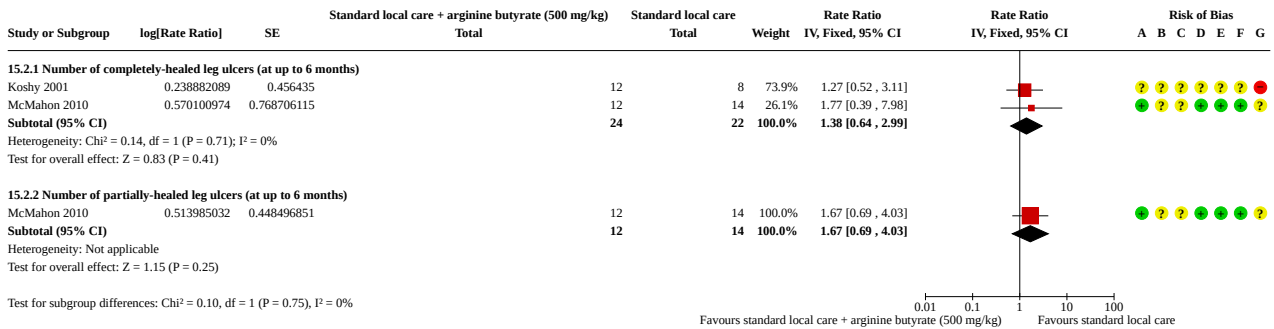 Standard local care + arginine butyrate (500 mg/kg) Standard local care Rate Ratio Rate Ratio Risk of Bias
Study or Subgroup log[Rate Ratio] SE Total Total Weight IV, Fixed, 95% CI IV, Fixed, 95% CI A B C D E F G
15.2.1 Number of completely-healed leg ulcers (at up to 6 months)
Koshy 2001 0.238882089 0.456435 12 8 73.9% 1.27 [0.52 , 3.11] ? ? ? ? ? ? −
McMahon 2010 0.570100974 0.768706115 12 14 26.1% 1.77 [0.39 , 7.98] + ? ? + + + ?
Subtotal (95% CI) 24 22 100.0% 1.38 [0.64 , 2.99]
Heterogeneity: Chi² = 0.14, df = 1 (P = 0.71); I² = 0%
Test for overall effect: Z = 0.83 (P = 0.41)
15.2.2 Number of partially-healed leg ulcers (at up to 6 months)
McMahon 2010 0.513985032 0.448496851 12 14 100.0% 1.67 [0.69 , 4.03] + ? ? + + + ?
Subtotal (95% CI) 12 14 100.0% 1.67 [0.69 , 4.03]
Heterogeneity: Not applicable
Test for overall effect: Z = 1.15 (P = 0.25)
Test for subgroup differences: Chi² = 0.10, df = 1 (P = 0.75), I² = 0%
0.01 0.1 1 10 100
Favours standard local care + arginine butyrate (500 mg/kg) Favours standard local care